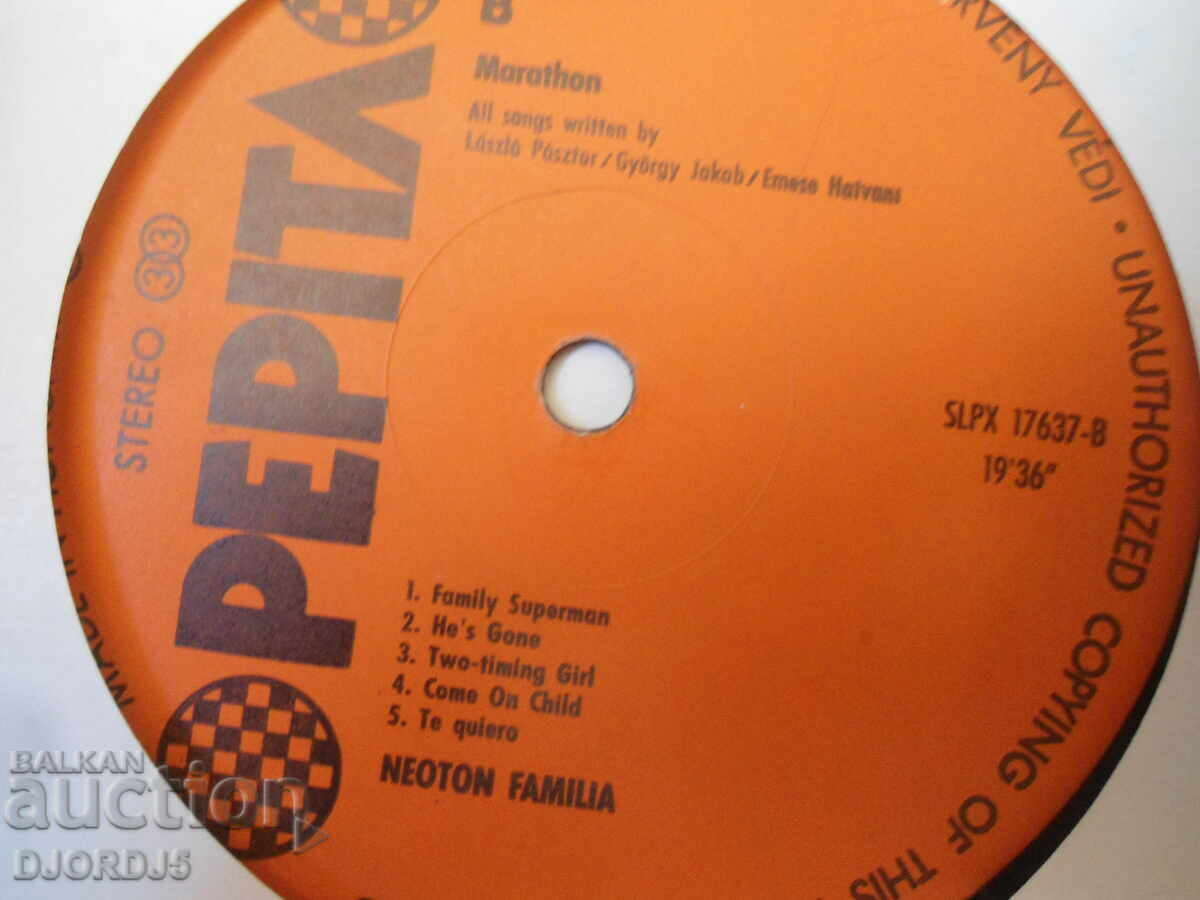 B
Marathon
All songs written by
László Pásztor/György Jakab/Emese Hatvani
PEPITA
STEREO 33
SLPX 17637-B
19'36"
1. Family Superman
2. He's Gone
3. Two-timing Girl
4. Come On Child
5. Te quiero
NEOTON FAMILIA
VÉDI • UNAUTHORIZED COPYING OF THIS
MADE IN
BALKAN
auction
DJORDJ5